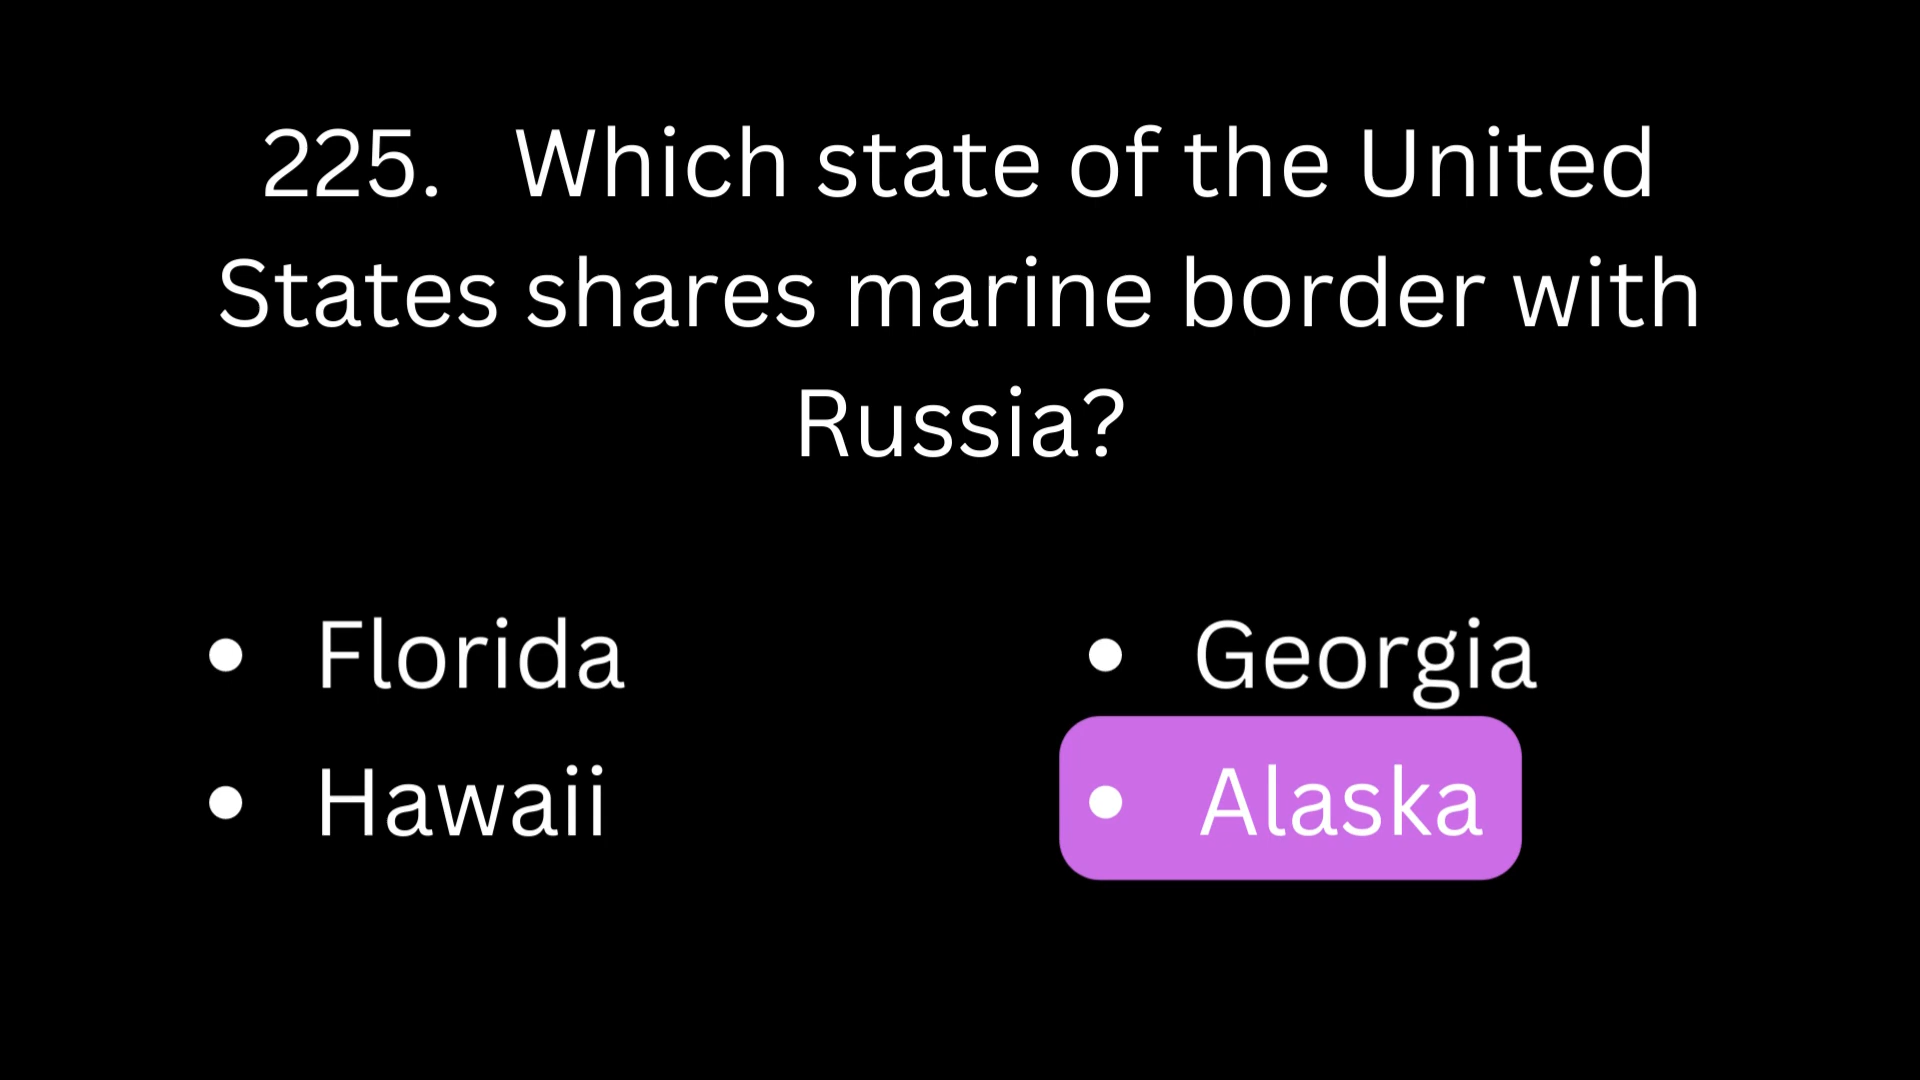 225.   Which state of the United
States shares marine border with
Russia?
• Florida
• Hawaii
• Georgia
• Alaska